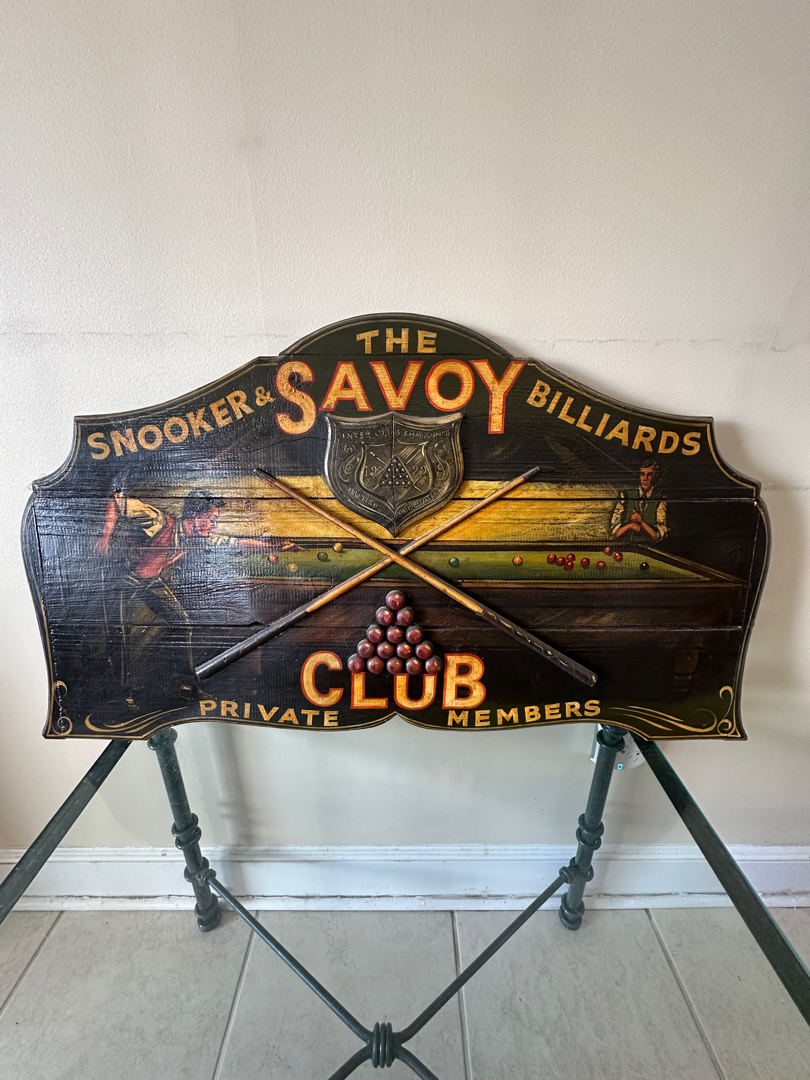 THE
SNOOKER & SAVOY BILLIARDS
CLUB
PRIVATE MEMBERS